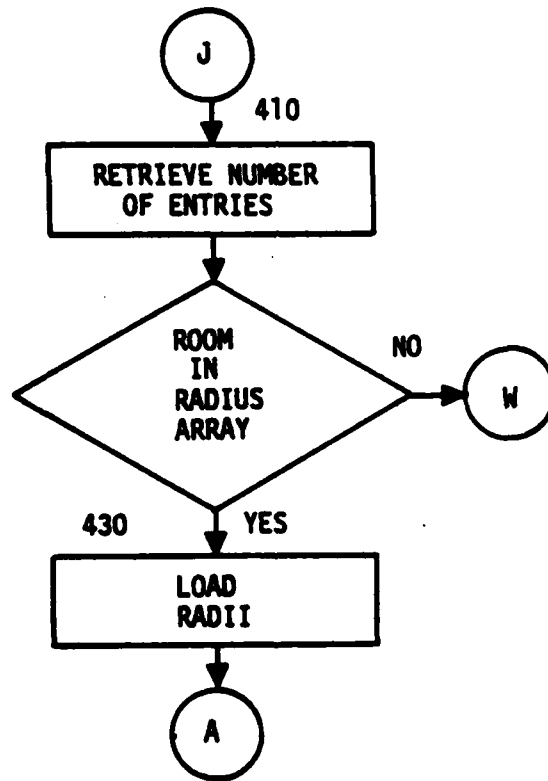 J
410
RETRIEVE NUMBER
OF ENTRIES
ROOM
IN
RADIUS
ARRAY
NO
W
430
YES
LOAD
RADII
A